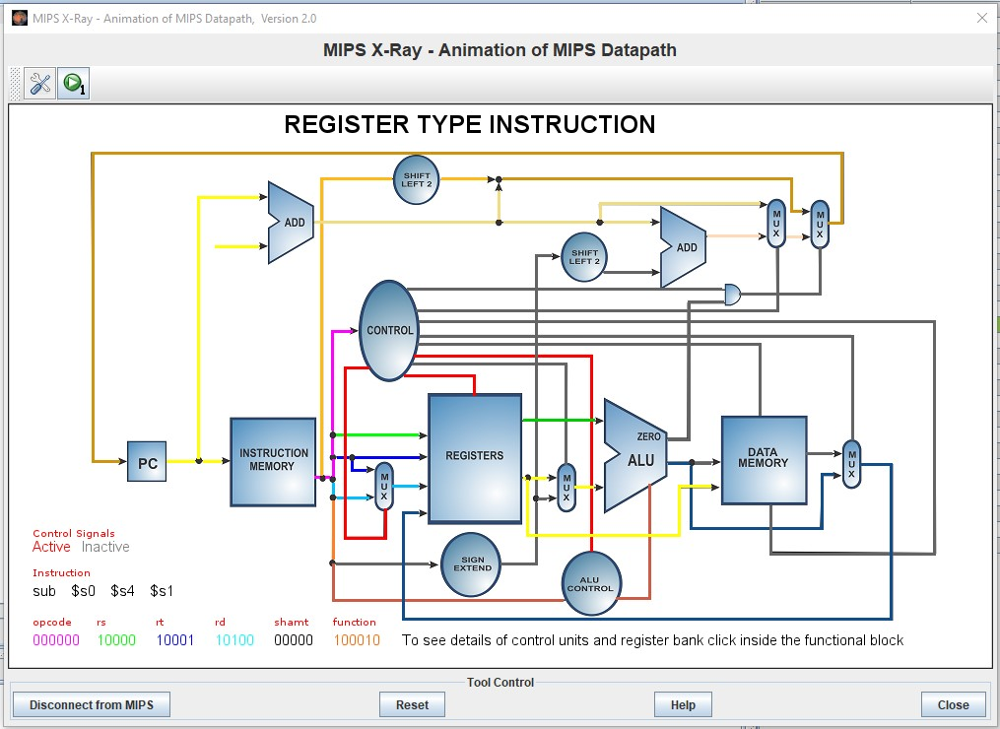 MIPS X-Ray - Animation of MIPS Datapath, Version 2.0
MIPS X-Ray - Animation of MIPS Datapath
1
REGISTER TYPE INSTRUCTION
SHIFT
LEFT 2
ADD
MUX
MUX
SHIFT
LEFT 2
ADD
CONTROL
PC
INSTRUCTION
MEMORY
MUX
REGISTERS
MUX
ZERO
ALU
DATA
MEMORY
MUX
SIGN
EXTEND
ALU
CONTROL
Control Signals
Active Inactive
Instruction
sub $s0 $s4 $s1
opcode rs rt rd shamt function
000000 10000 10001 10100 00000 100010
To see details of control units and register bank click inside the functional block
Tool Control
Disconnect from MIPS Reset Help Close